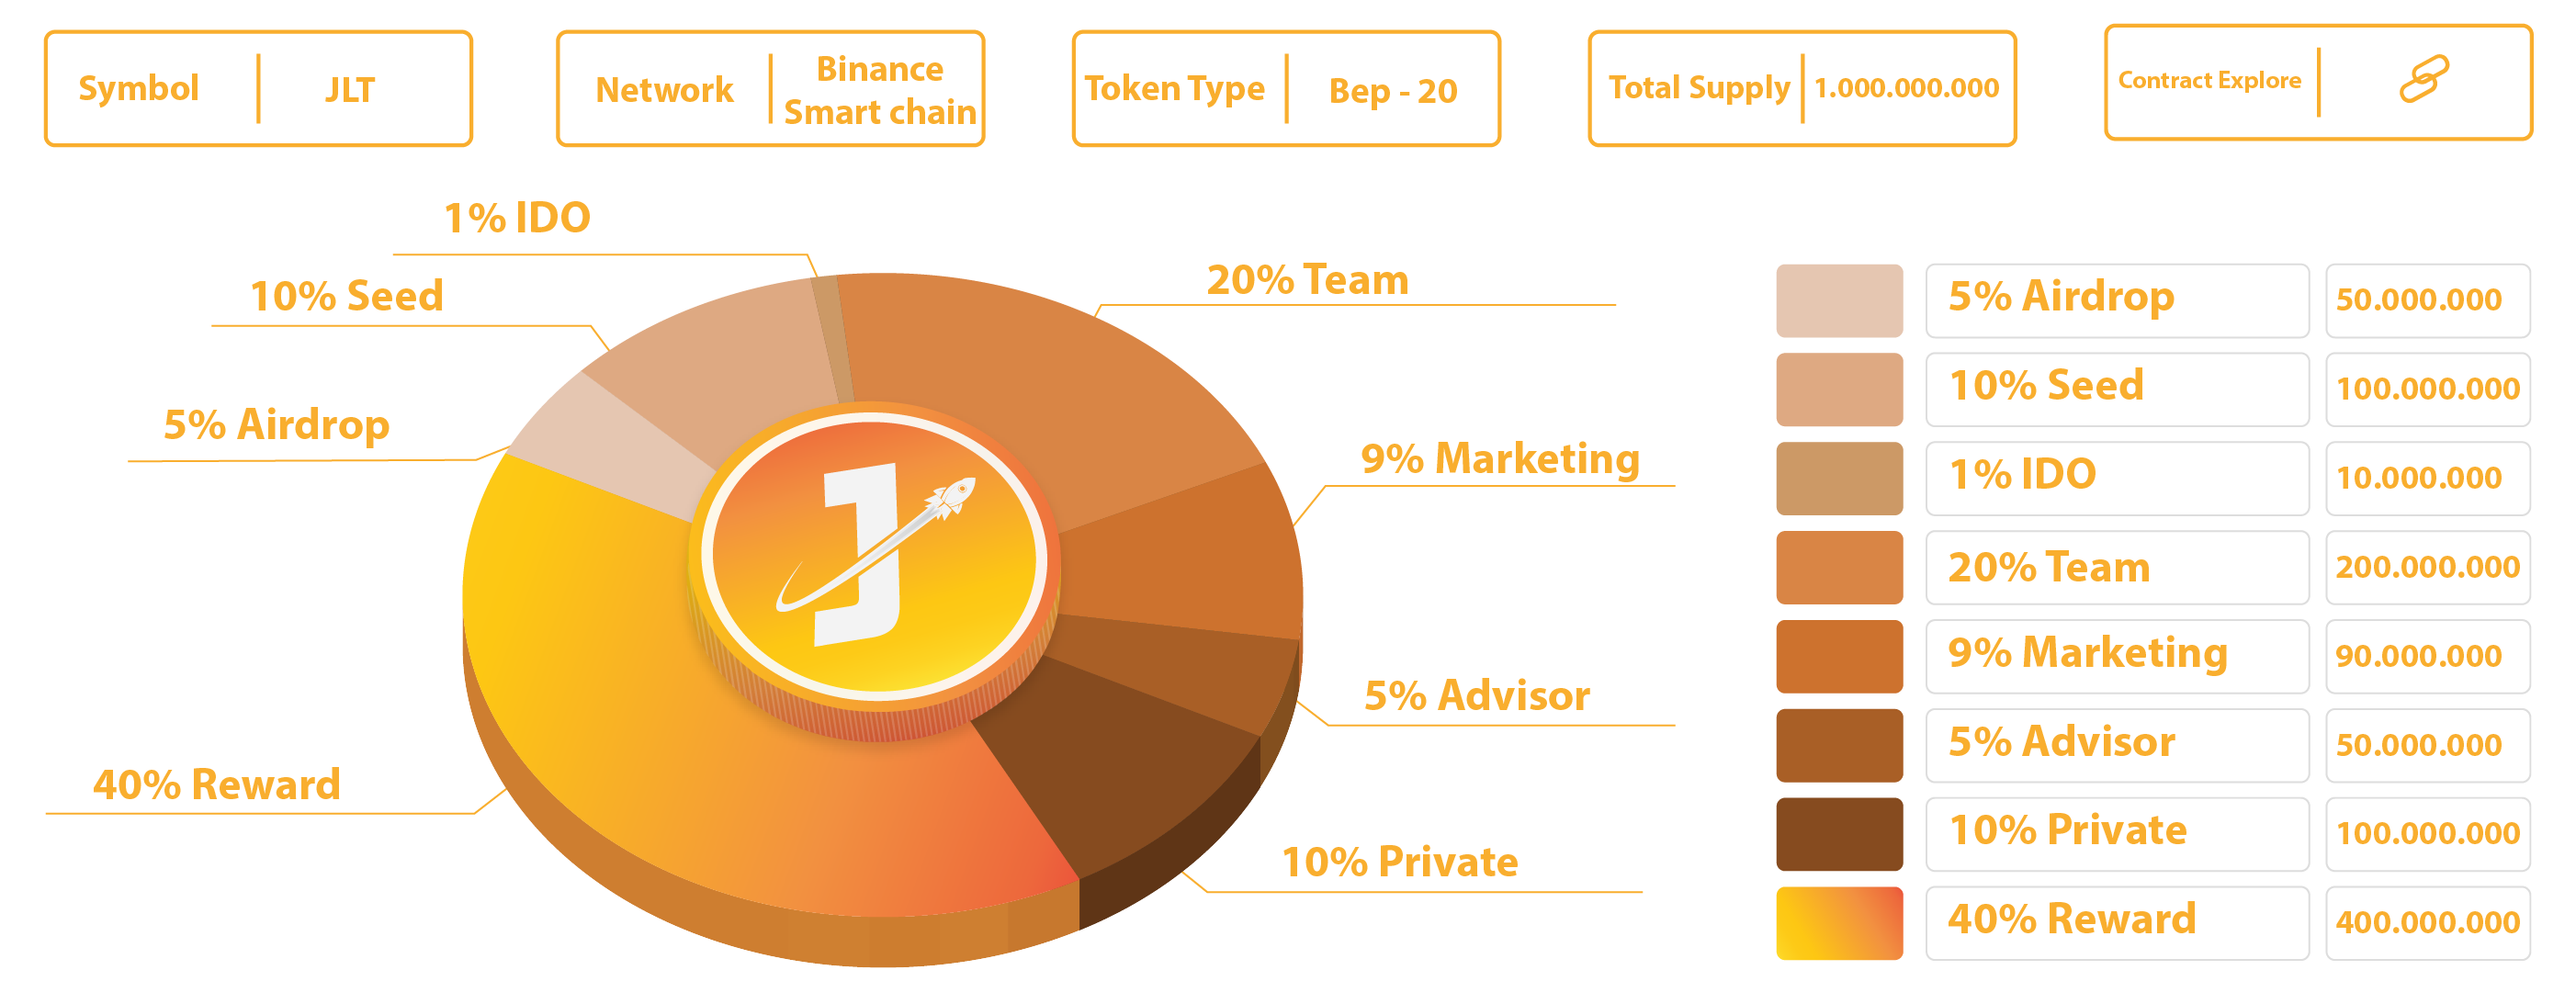 Symbol
JLT
Network
Binance
Smart chain
Token Type
Bep - 20
Total Supply
1.000.000.000
Contract Explore
1% IDO
10% Seed
5% Airdrop
40% Reward
20% Team
9% Marketing
5% Advisor
10% Private
J
5% Airdrop
50.000.000
10% Seed
100.000.000
1% IDO
10.000.000
20% Team
200.000.000
9% Marketing
90.000.000
5% Advisor
50.000.000
10% Private
100.000.000
40% Reward
400.000.000